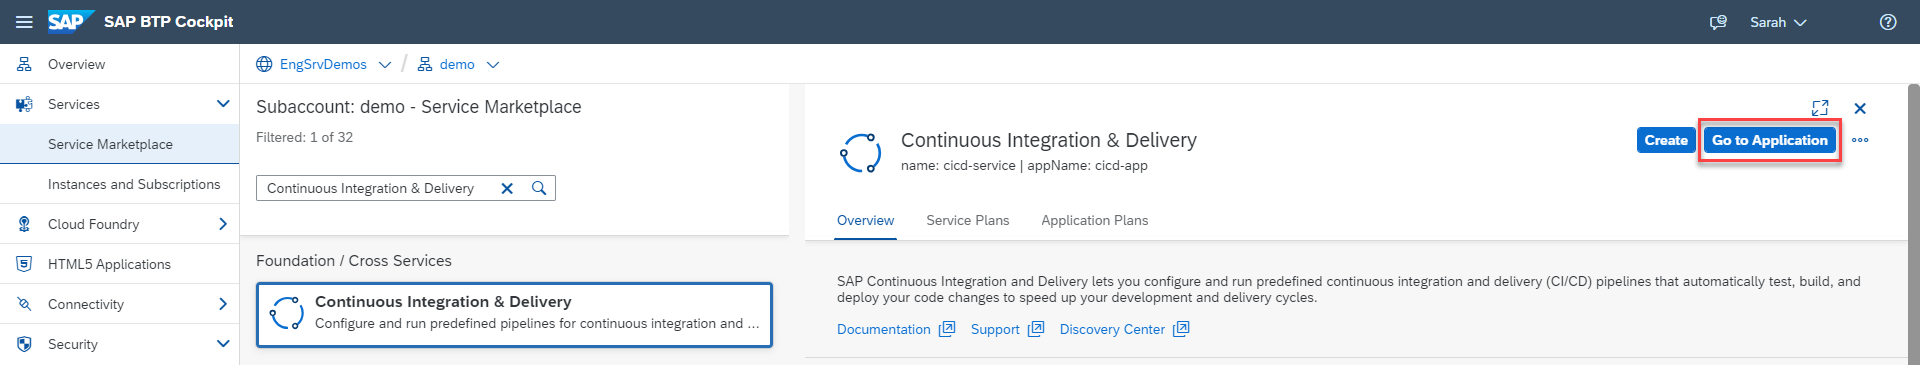 SAP SAP BTP Cockpit
Sarah
Overview
Services
Service Marketplace
Instances and Subscriptions
Cloud Foundry
HTML5 Applications
Connectivity
Security
EngSrvDemos / demo
Subaccount: demo - Service Marketplace
Filtered: 1 of 32
Continuous Integration & Delivery
Foundation / Cross Services
Continuous Integration & Delivery
Configure and run predefined pipelines for continuous integration and ...
Continuous Integration & Delivery
name: cicd-service | appName: cicd-app
Create Go to Application
Overview Service Plans Application Plans
SAP Continuous Integration and Delivery lets you configure and run predefined continuous integration and delivery (CI/CD) pipelines that automatically test, build, and
deploy your code changes to speed up your development and delivery cycles.
Documentation Support Discovery Center